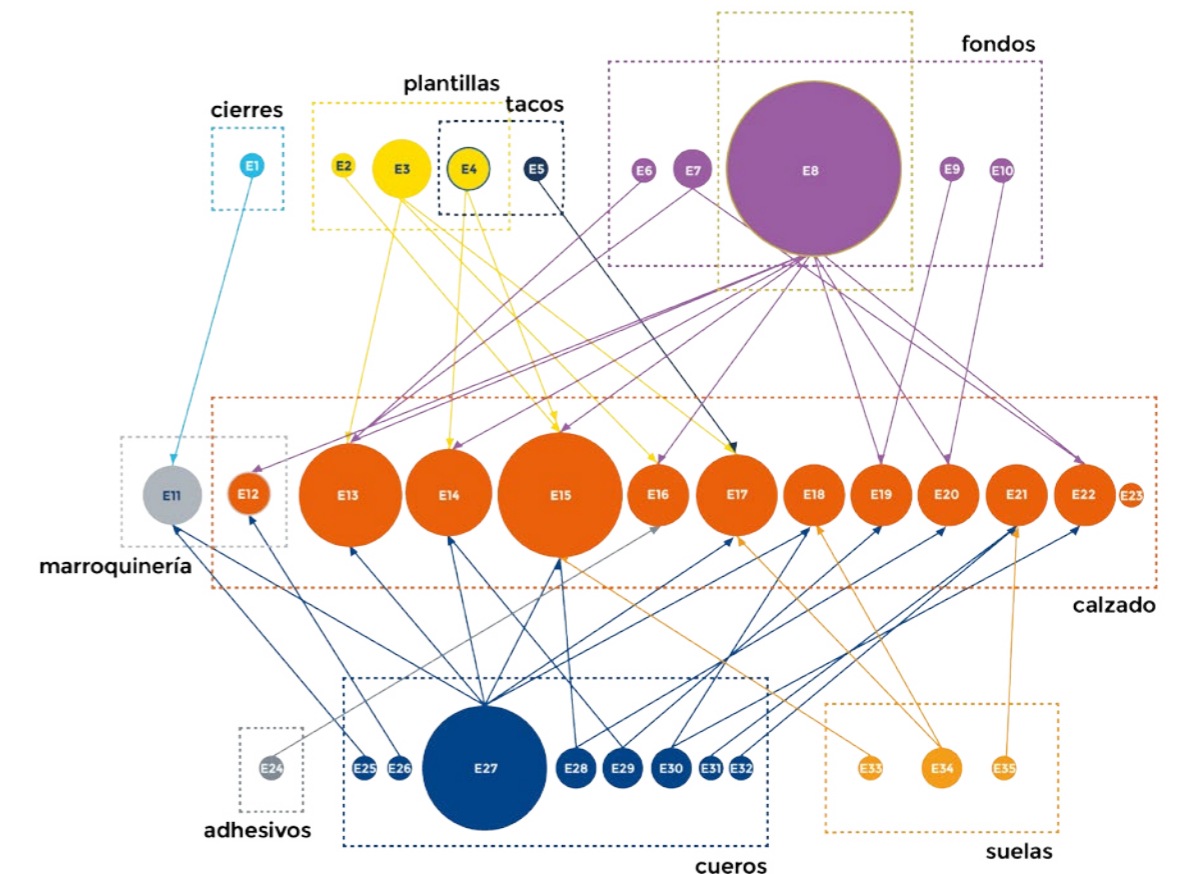 fondos
plantillas
tacos
cierres
E1
E2
E3
E4
E5
E6
E7
E8
E9
E10
E11
E12
E13
E14
E15
E16
E17
E18
E19
E20
E21
E22
E23
marroquinería
calzado
E24
E25
E26
E27
E28
E29
E30
E31
E32
E33
E34
E35
adhesivos
suelas
cueros